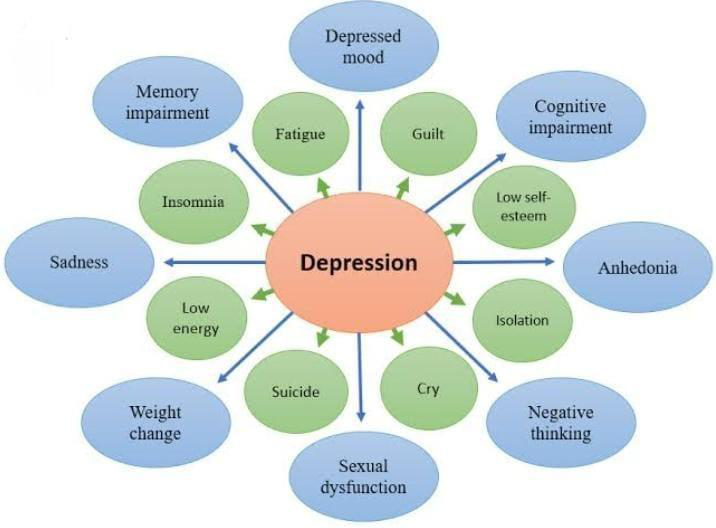 Depressed
mood
Memory
impairment
Cognitive
impairment
Fatigue
Guilt
Insomnia
Low self-
esteem
Sadness
Depression
Anhedonia
Low
energy
Isolation
Suicide
Cry
Weight
change
Negative
thinking
Sexual
dysfunction